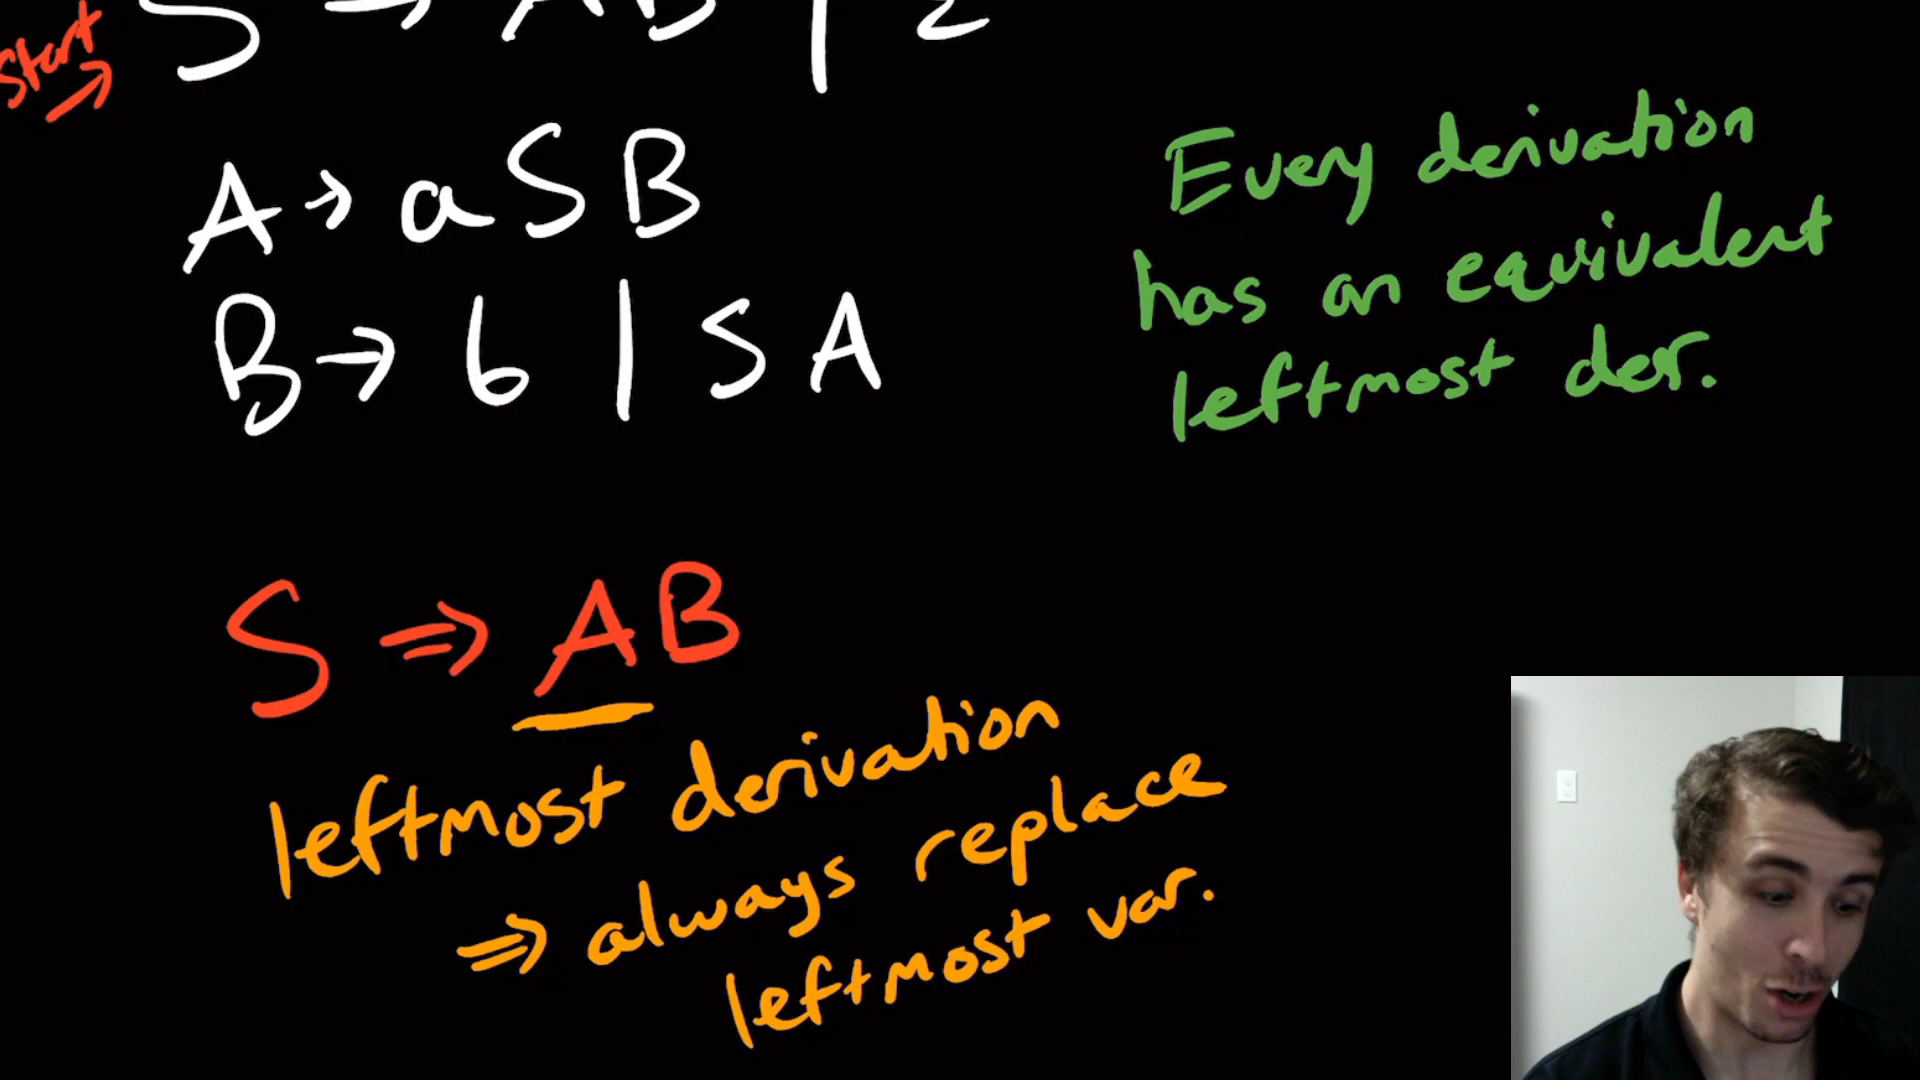 Start →
S → AB |
A → aSB
B → b | SA
Every derivation
has an equivalent
leftmost der.
S ⇒ AB
leftmost derivation
⇒ always replace
leftmost var.